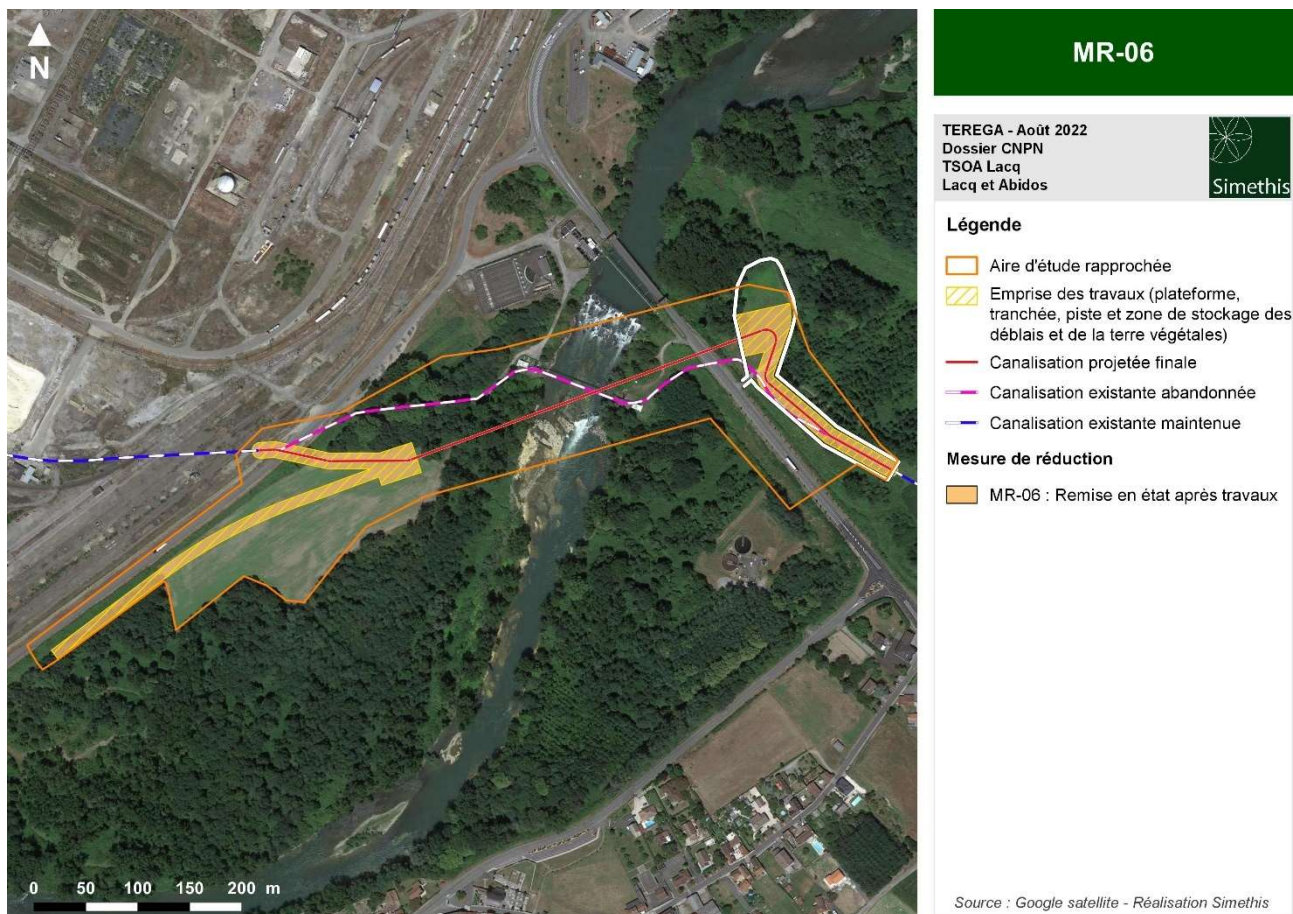 N
0 50 100 150 200 m
MR-06
TEREGA - Août 2022
Dossier CNPN
TSOA Lacq
Lacq et Abidos
Simethis
Légende
Aire d'étude rapprochée
Emprise des travaux (plateforme,
tranchée, piste et zone de stockage des
déblais et de la terre végétales)
Canalisation projetée finale
Canalisation existante abandonnée
Canalisation existante maintenue
Mesure de réduction
MR-06 : Remise en état après travaux
Source : Google satellite - Réalisation Simethis